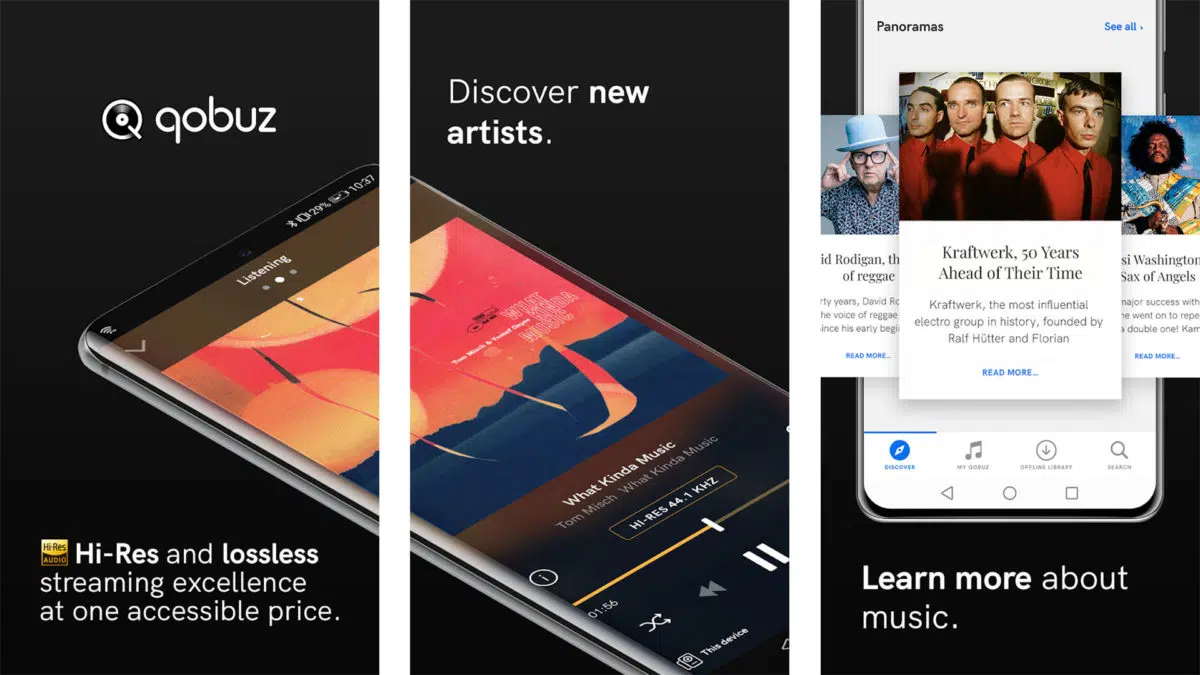 qobuz
29% 10:37
Listening
Hi-Res
AUDIO
Hi-Res and lossless
streaming excellence
at one accessible price.
Discover new
artists.
WHAT
KINDA
MUSIC
Tom Misch & Yussef Dayes
What Kinda Music
Tom Misch What Kinda Music
HI-RES 44.1 KHZ
01:56
This device
Panoramas
See all ›
id Rodigan, th
of reggae
rty years, David Ro
the voice of reggae
ince his early begi
READ MORE...
Kraftwerk, 50 Years
Ahead of Their Time
Kraftwerk, the most influential
electro group in history, founded by
Ralf Hütter and Florian
READ MORE...
si Washington
Sax of Angels
major success with
he went on to repe
a double one! Kam
READ MORE...
DISCOVER
MY QOBUZ
OFFLINE LIBRARY
SEARCH
Learn more about
music.